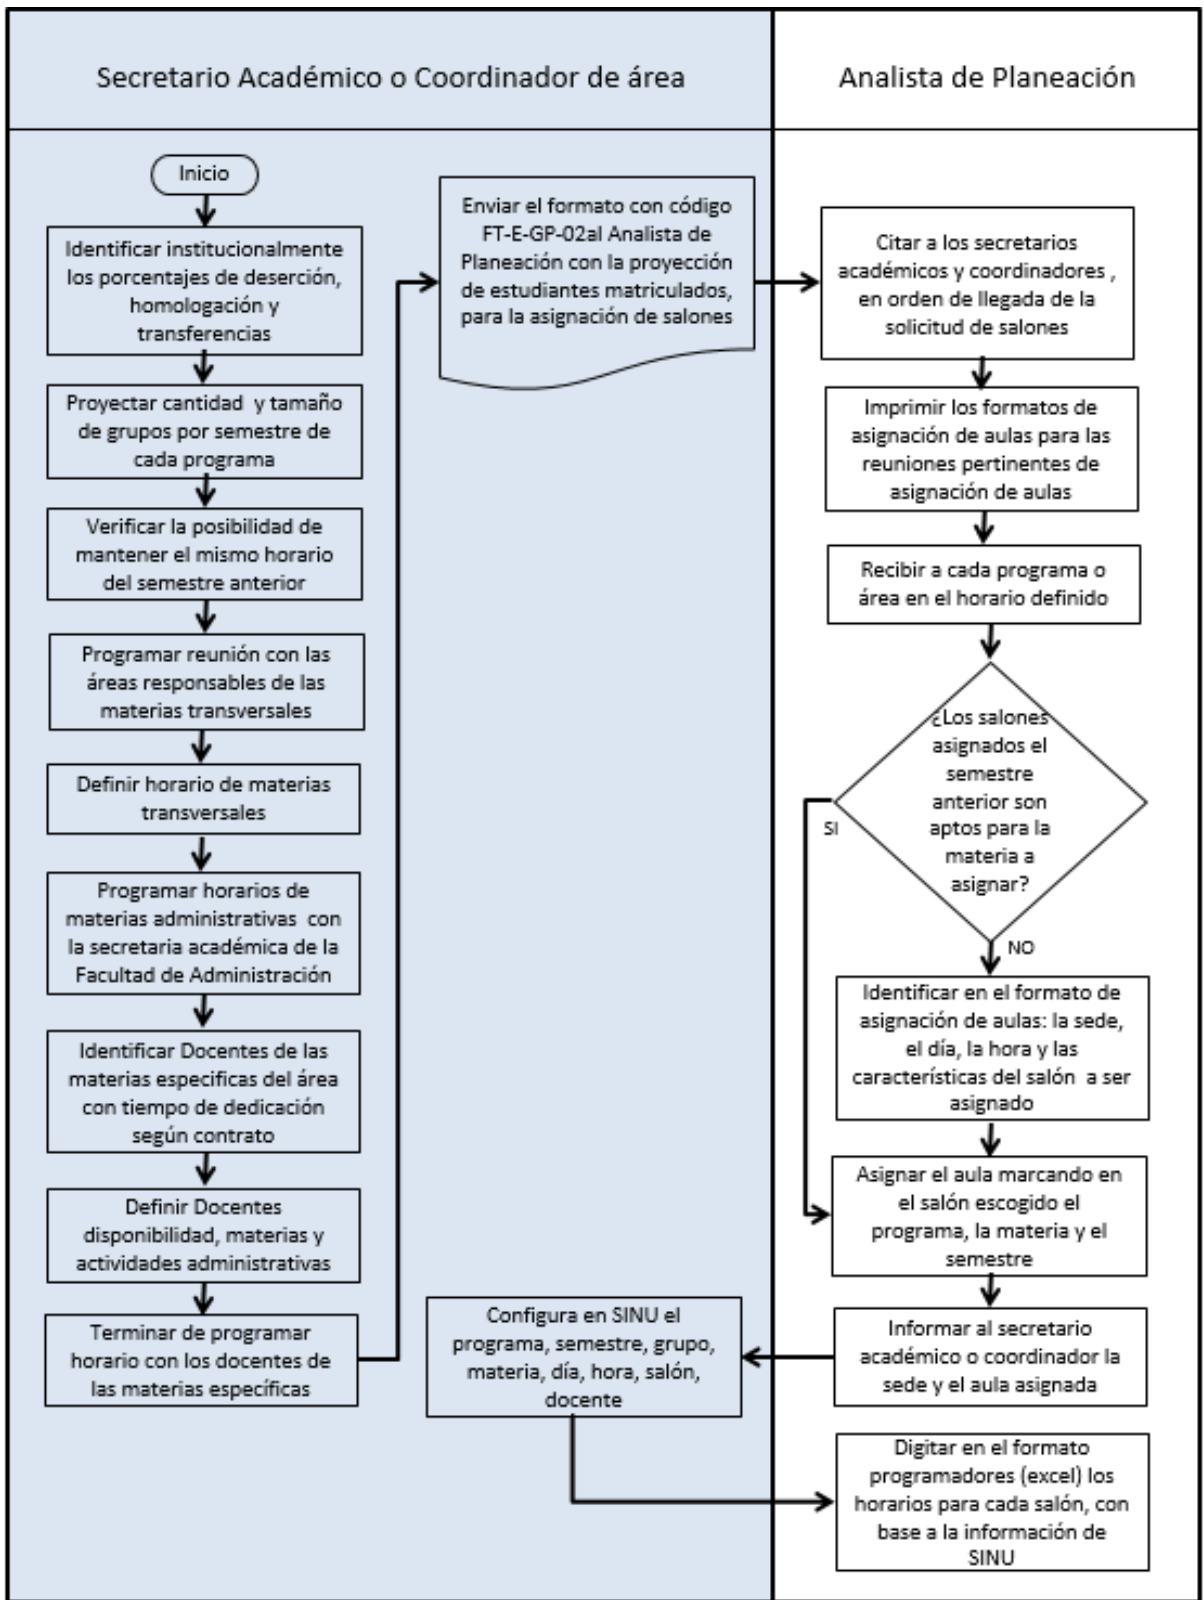 Secretario Académico o Coordinador de área
Analista de Planeación
Inicio
Identificar institucionalmente
los porcentajes de deserción,
homologación y
transferencias
Proyectar cantidad y tamaño
de grupos por semestre de
cada programa
Verificar la posibilidad de
mantener el mismo horario
del semestre anterior
Programar reunión con las
áreas responsables de las
materias transversales
Definir horario de materias
transversales
Programar horarios de
materias administrativas con
la secretaria académica de la
Facultad de Administración
Identificar Docentes de las
materias especificas del área
con tiempo de dedicación
según contrato
Definir Docentes
disponibilidad, materias y
actividades administrativas
Terminar de programar
horario con los docentes de
las materias específicas
Enviar el formato con código
FT-E-GP-02al Analista de
Planeación con la proyección
de estudiantes matriculados,
para la asignación de salones
Citar a los secretarios
académicos y coordinadores ,
en orden de llegada de la
solicitud de salones
Imprimir los formatos de
asignación de aulas para las
reuniones pertinentes de
asignación de aulas
Recibir a cada programa o
área en el horario definido
¿Los salones
asignados el
semestre
anterior son
aptos para la
materia a
asignar?
SI
NO
Identificar en el formato de
asignación de aulas: la sede,
el día, la hora y las
características del salón a ser
asignado
Asignar el aula marcando en
el salón escogido el
programa, la materia y el
semestre
Informar al secretario
académico o coordinador la
sede y el aula asignada
Configura en SINU el
programa, semestre, grupo,
materia, día, hora, salón,
docente
Digitar en el formato
programadores (excel) los
horarios para cada salón, con
base a la información de
SINU